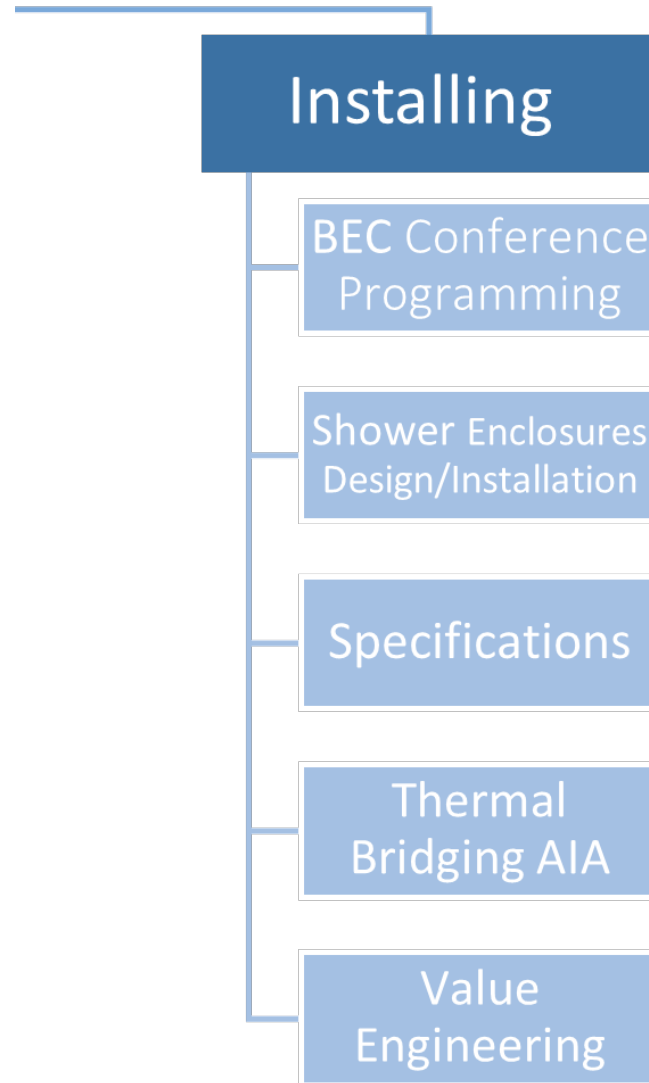 Installing
BEC Conference
Programming
Shower Enclosures
Design/Installation
Specifications
Thermal
Bridging AIA
Value
Engineering